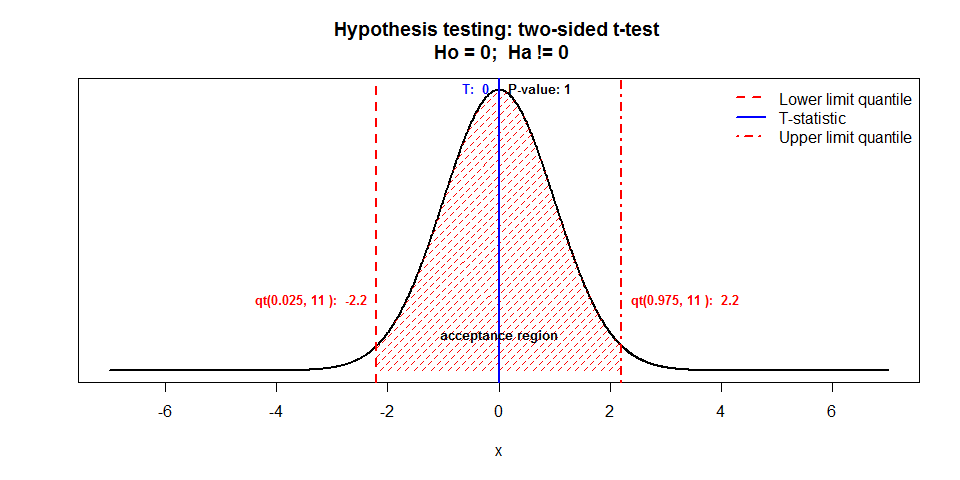 Hypothesis testing: two-sided t-test
Ho = 0;  Ha != 0
T:  0
P-value: 1
Lower limit quantile
T-statistic
Upper limit quantile
qt(0.025, 11 ):  -2.2
qt(0.975, 11 ):  2.2
acceptance region
-6 -4 -2 0 2 4 6
x